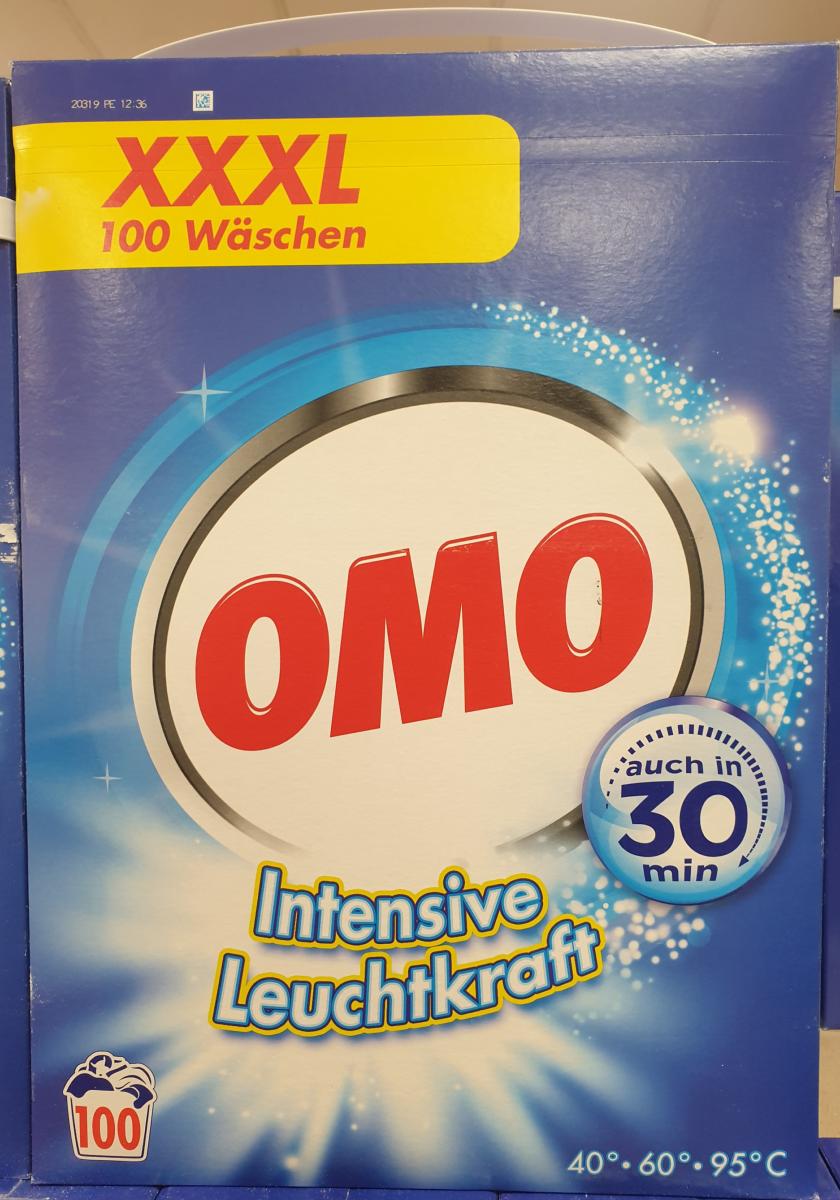 20319 PE 12:36
XXXL
100 Wäschen
OMO
auch in
30
min
Intensive
Leuchtkraft
100
40°• 60°• 95°C